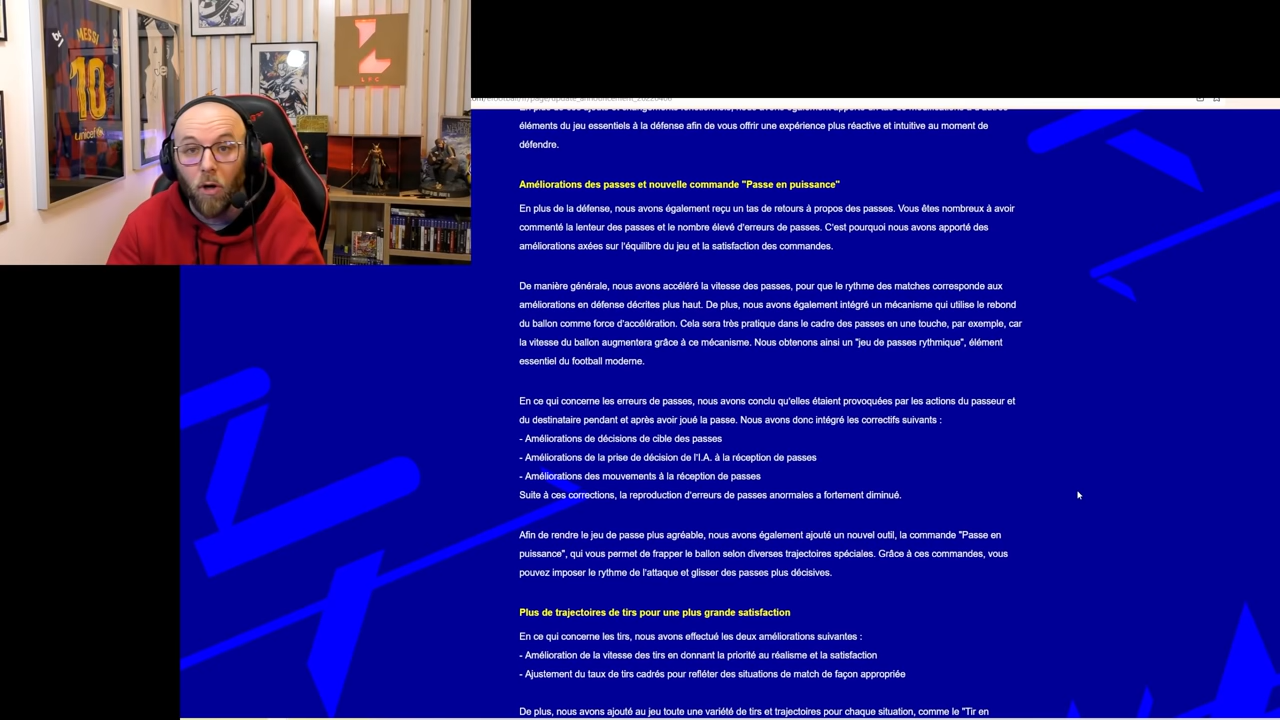 MESSI
10
unicef
LHC
éléments du jeu essentiels à la défense afin de vous offrir une expérience plus réactive et intuitive au moment de
défendre.
Améliorations des passes et nouvelle commande "Passe en puissance"
En plus de la défense, nous avons également reçu un tas de retours à propos des passes. Vous êtes nombreux à avoir
commenté la lenteur des passes et le nombre élevé d'erreurs de passes. C'est pourquoi nous avons apporté des
améliorations axées sur l'équilibre du jeu et la satisfaction des commandes.
De manière générale, nous avons accéléré la vitesse des passes, pour que le rythme des matches corresponde aux
améliorations en défense décrites plus haut. De plus, nous avons également intégré un mécanisme qui utilise le rebond
du ballon comme force d'accélération. Cela sera très pratique dans le cadre des passes en une touche, par exemple, car
la vitesse du ballon augmentera grâce à ce mécanisme. Nous obtenons ainsi un "jeu de passes rythmique", élément
essentiel du football moderne.
En ce qui concerne les erreurs de passes, nous avons conclu qu'elles étaient provoquées par les actions du passeur et
du destinataire pendant et après avoir joué la passe. Nous avons donc intégré les correctifs suivants :
- Améliorations de décisions de cible des passes
- Améliorations de la prise de décision de l'I.A. à la réception de passes
- Améliorations des mouvements à la réception de passes
Suite à ces corrections, la reproduction d'erreurs de passes anormales a fortement diminué.
Afin de rendre le jeu de passe plus agréable, nous avons également ajouté un nouvel outil, la commande "Passe en
puissance", qui vous permet de frapper le ballon selon diverses trajectoires spéciales. Grâce à ces commandes, vous
pouvez imposer le rythme de l'attaque et glisser des passes plus décisives.
Plus de trajectoires de tirs pour une plus grande satisfaction
En ce qui concerne les tirs, nous avons effectué les deux améliorations suivantes :
- Amélioration de la vitesse des tirs en donnant la priorité au réalisme et la satisfaction
- Ajustement du taux de tirs cadrés pour refléter des situations de match de façon appropriée
De plus, nous avons ajouté au jeu toute une variété de tirs et trajectoires pour chaque situation, comme le "Tir en